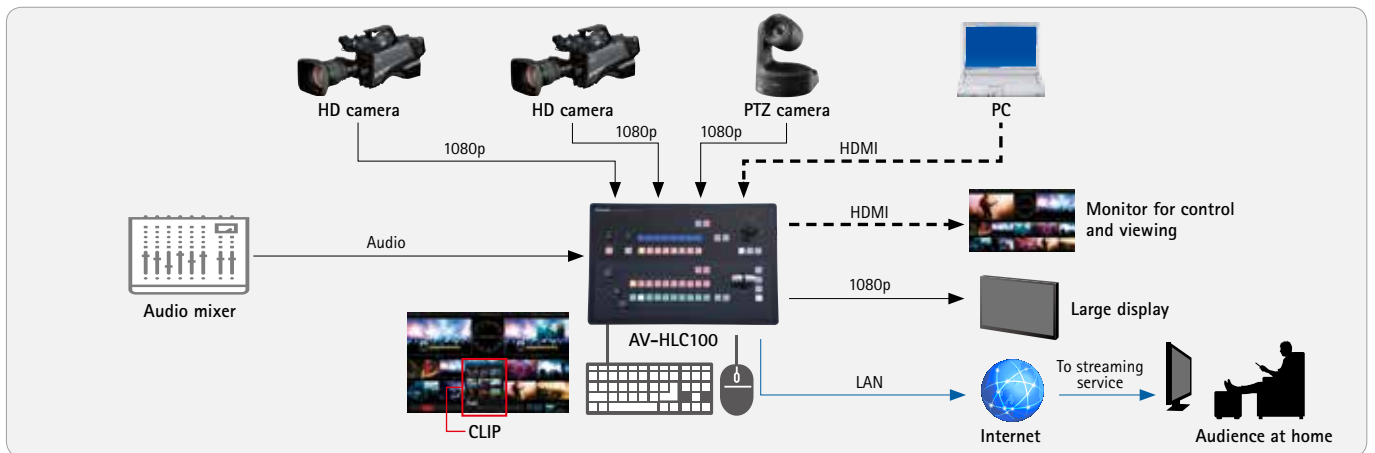 HD camera
HD camera
PTZ camera
PC
1080p
1080p
1080p
HDMI
HDMI
Monitor for control
and viewing
Audio
Audio mixer
1080p
Large display
AV-HLC100
LAN
To streaming
service
CLIP
Internet
Audience at home